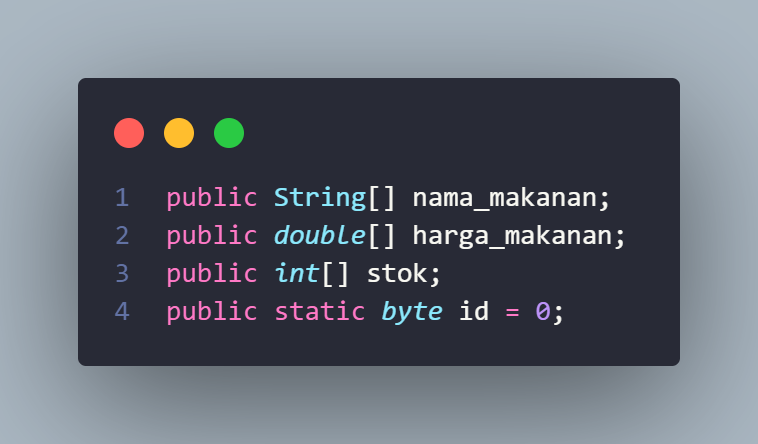 1 public String[] nama_makanan;
2 public double[] harga_makanan;
3 public int[] stok;
4 public static byte id = 0;